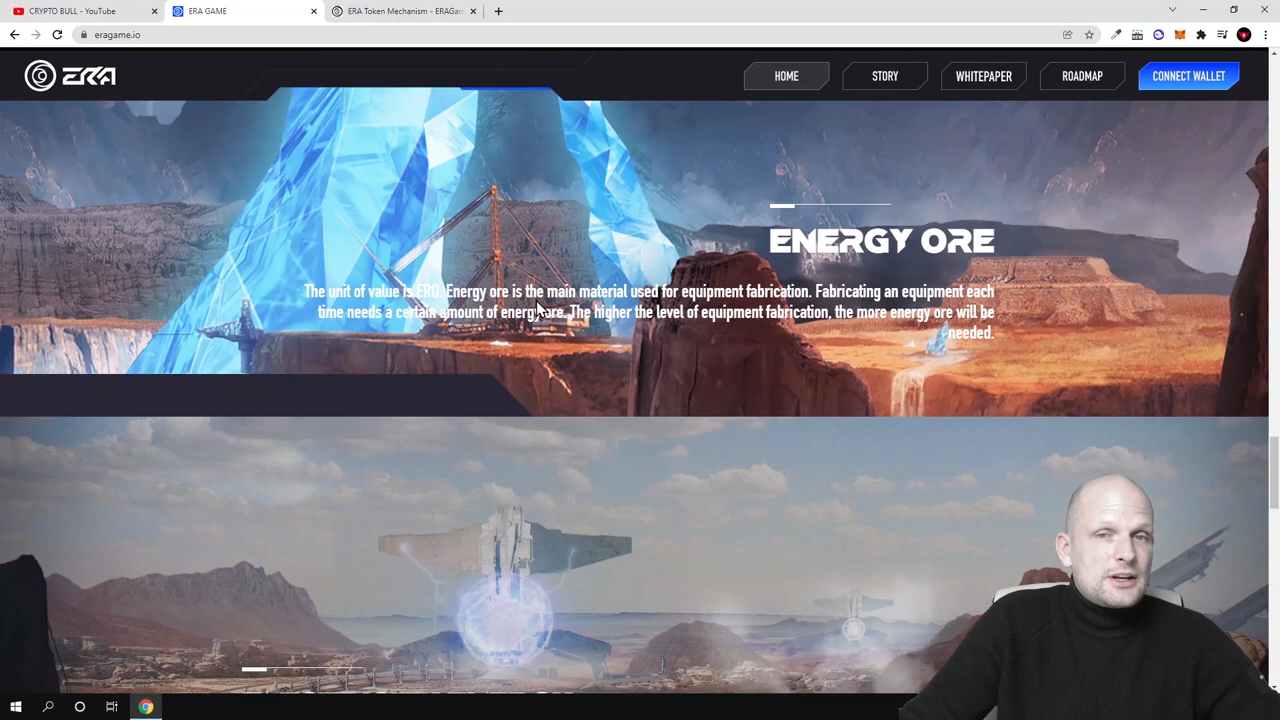 CRYPTO BULL - YouTube
ERA GAME
ERA Token Mechanism - ERAGam
eragame.io
ERA
HOME
STORY
WHITEPAPER
ROADMAP
CONNECT WALLET
ENERGY ORE
The unit of value is ERO. Energy ore is the main material used for equipment fabrication. Fabricating an equipment each
time needs a certain amount of energy ore. The higher the level of equipment fabrication, the more energy ore will be
needed.